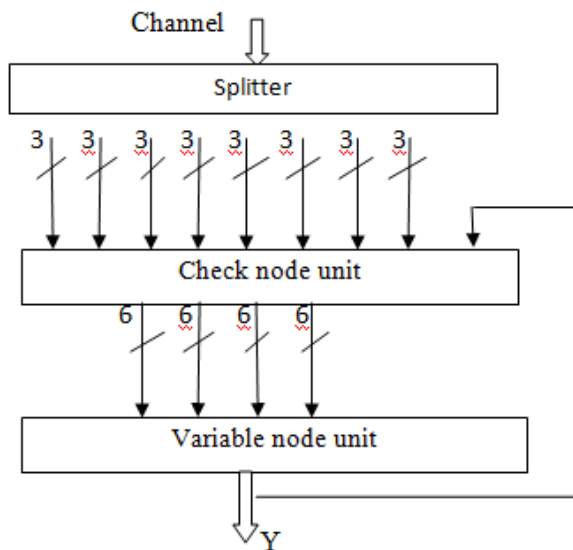 Channel
Splitter
3 3 3 3 3 3 3 3
Check node unit
6 6 6 6
Variable node unit
Y